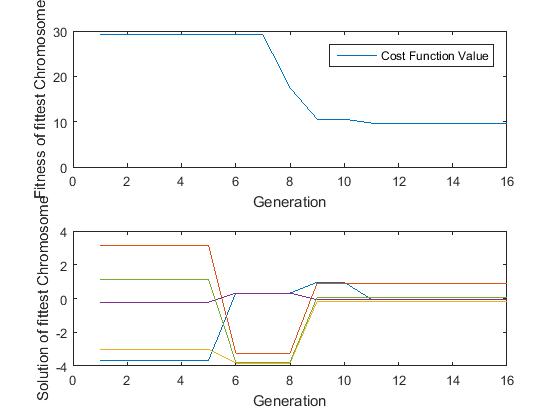 Fitness of fittest Chromosome
30
20
10
0
Cost Function Value
0 2 4 6 8 10 12 14 16
Generation
Solution of fittest Chromosome
4
2
0
-2
-4
0 2 4 6 8 10 12 14 16
Generation